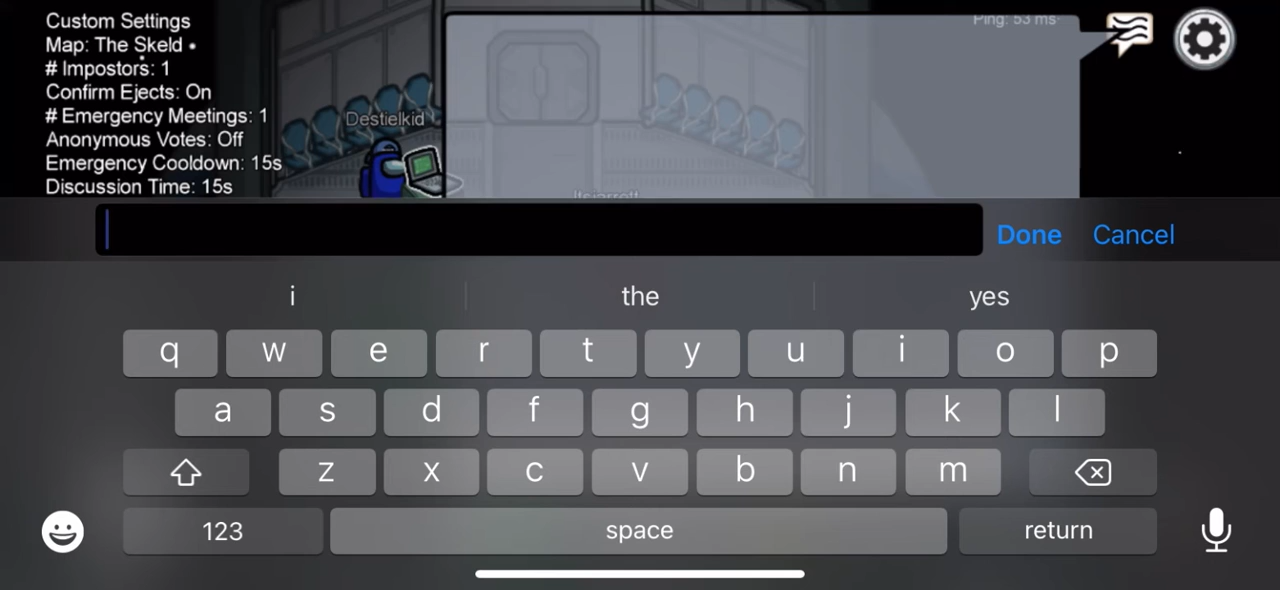 Custom Settings
Map: The Skeld
# Impostors: 1
Confirm Ejects: On
# Emergency Meetings: 1
Anonymous Votes: Off
Emergency Cooldown: 15s
Discussion Time: 15s
Ping: 53 ms
Destielkid
Itsjarrett
Done Cancel
i the yes
q w e r t y u i o p
a s d f g h j k l
z x c v b n m
123 space return